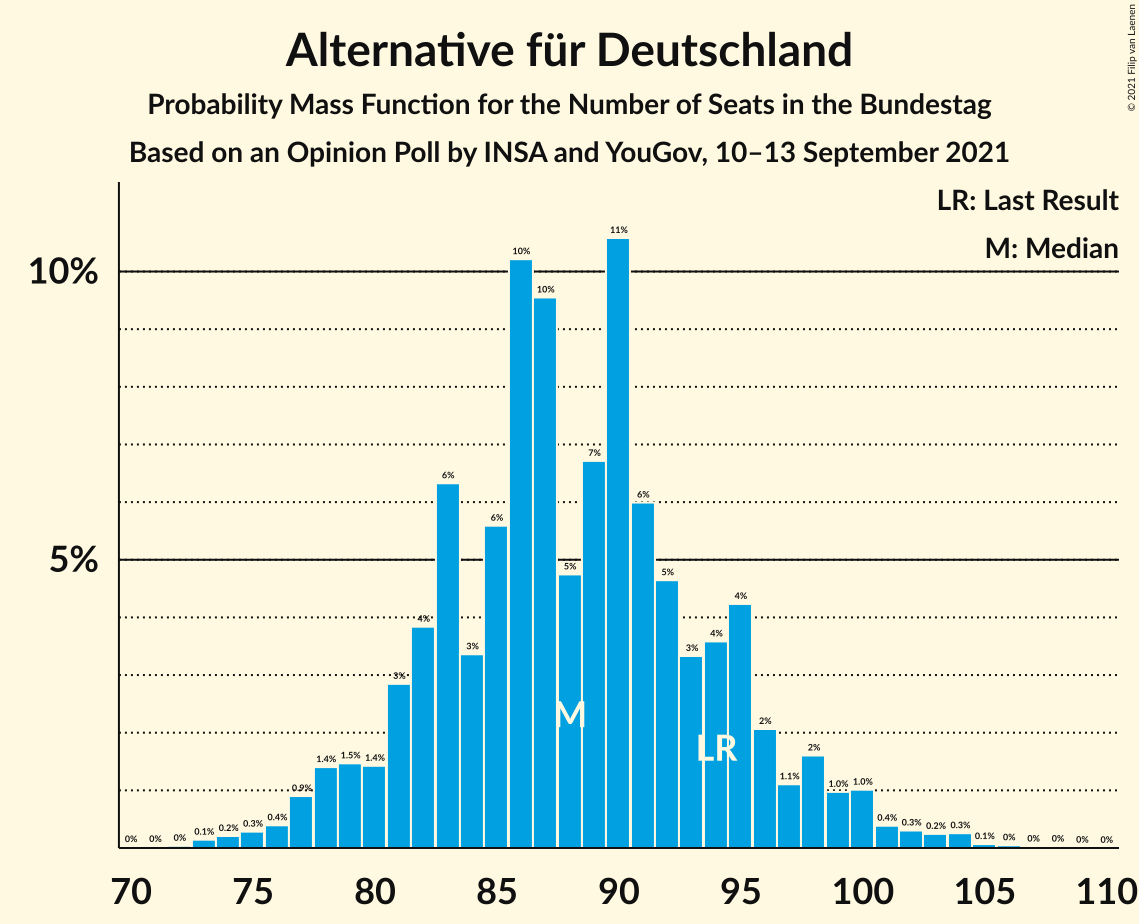 Alternative für Deutschland
Probability Mass Function for the Number of Seats in the Bundestag
Based on an Opinion Poll by INSA and YouGov, 10–13 September 2021
© 2021 Filip van Laenen
LR: Last Result
M: Median
10%
5%
0% 0% 0% 0.1% 0.2% 0.3% 0.4% 0.9% 1.4% 1.5% 1.4% 3% 4% 6% 3% 6% 10% 10% 5% 7% 11% 6% 5% 3% 4% 4% 2% 1.1% 2% 1.0% 1.0% 0.4% 0.3% 0.2% 0.3% 0.1% 0% 0% 0% 0% 0%
M
LR
70 75 80 85 90 95 100 105 110